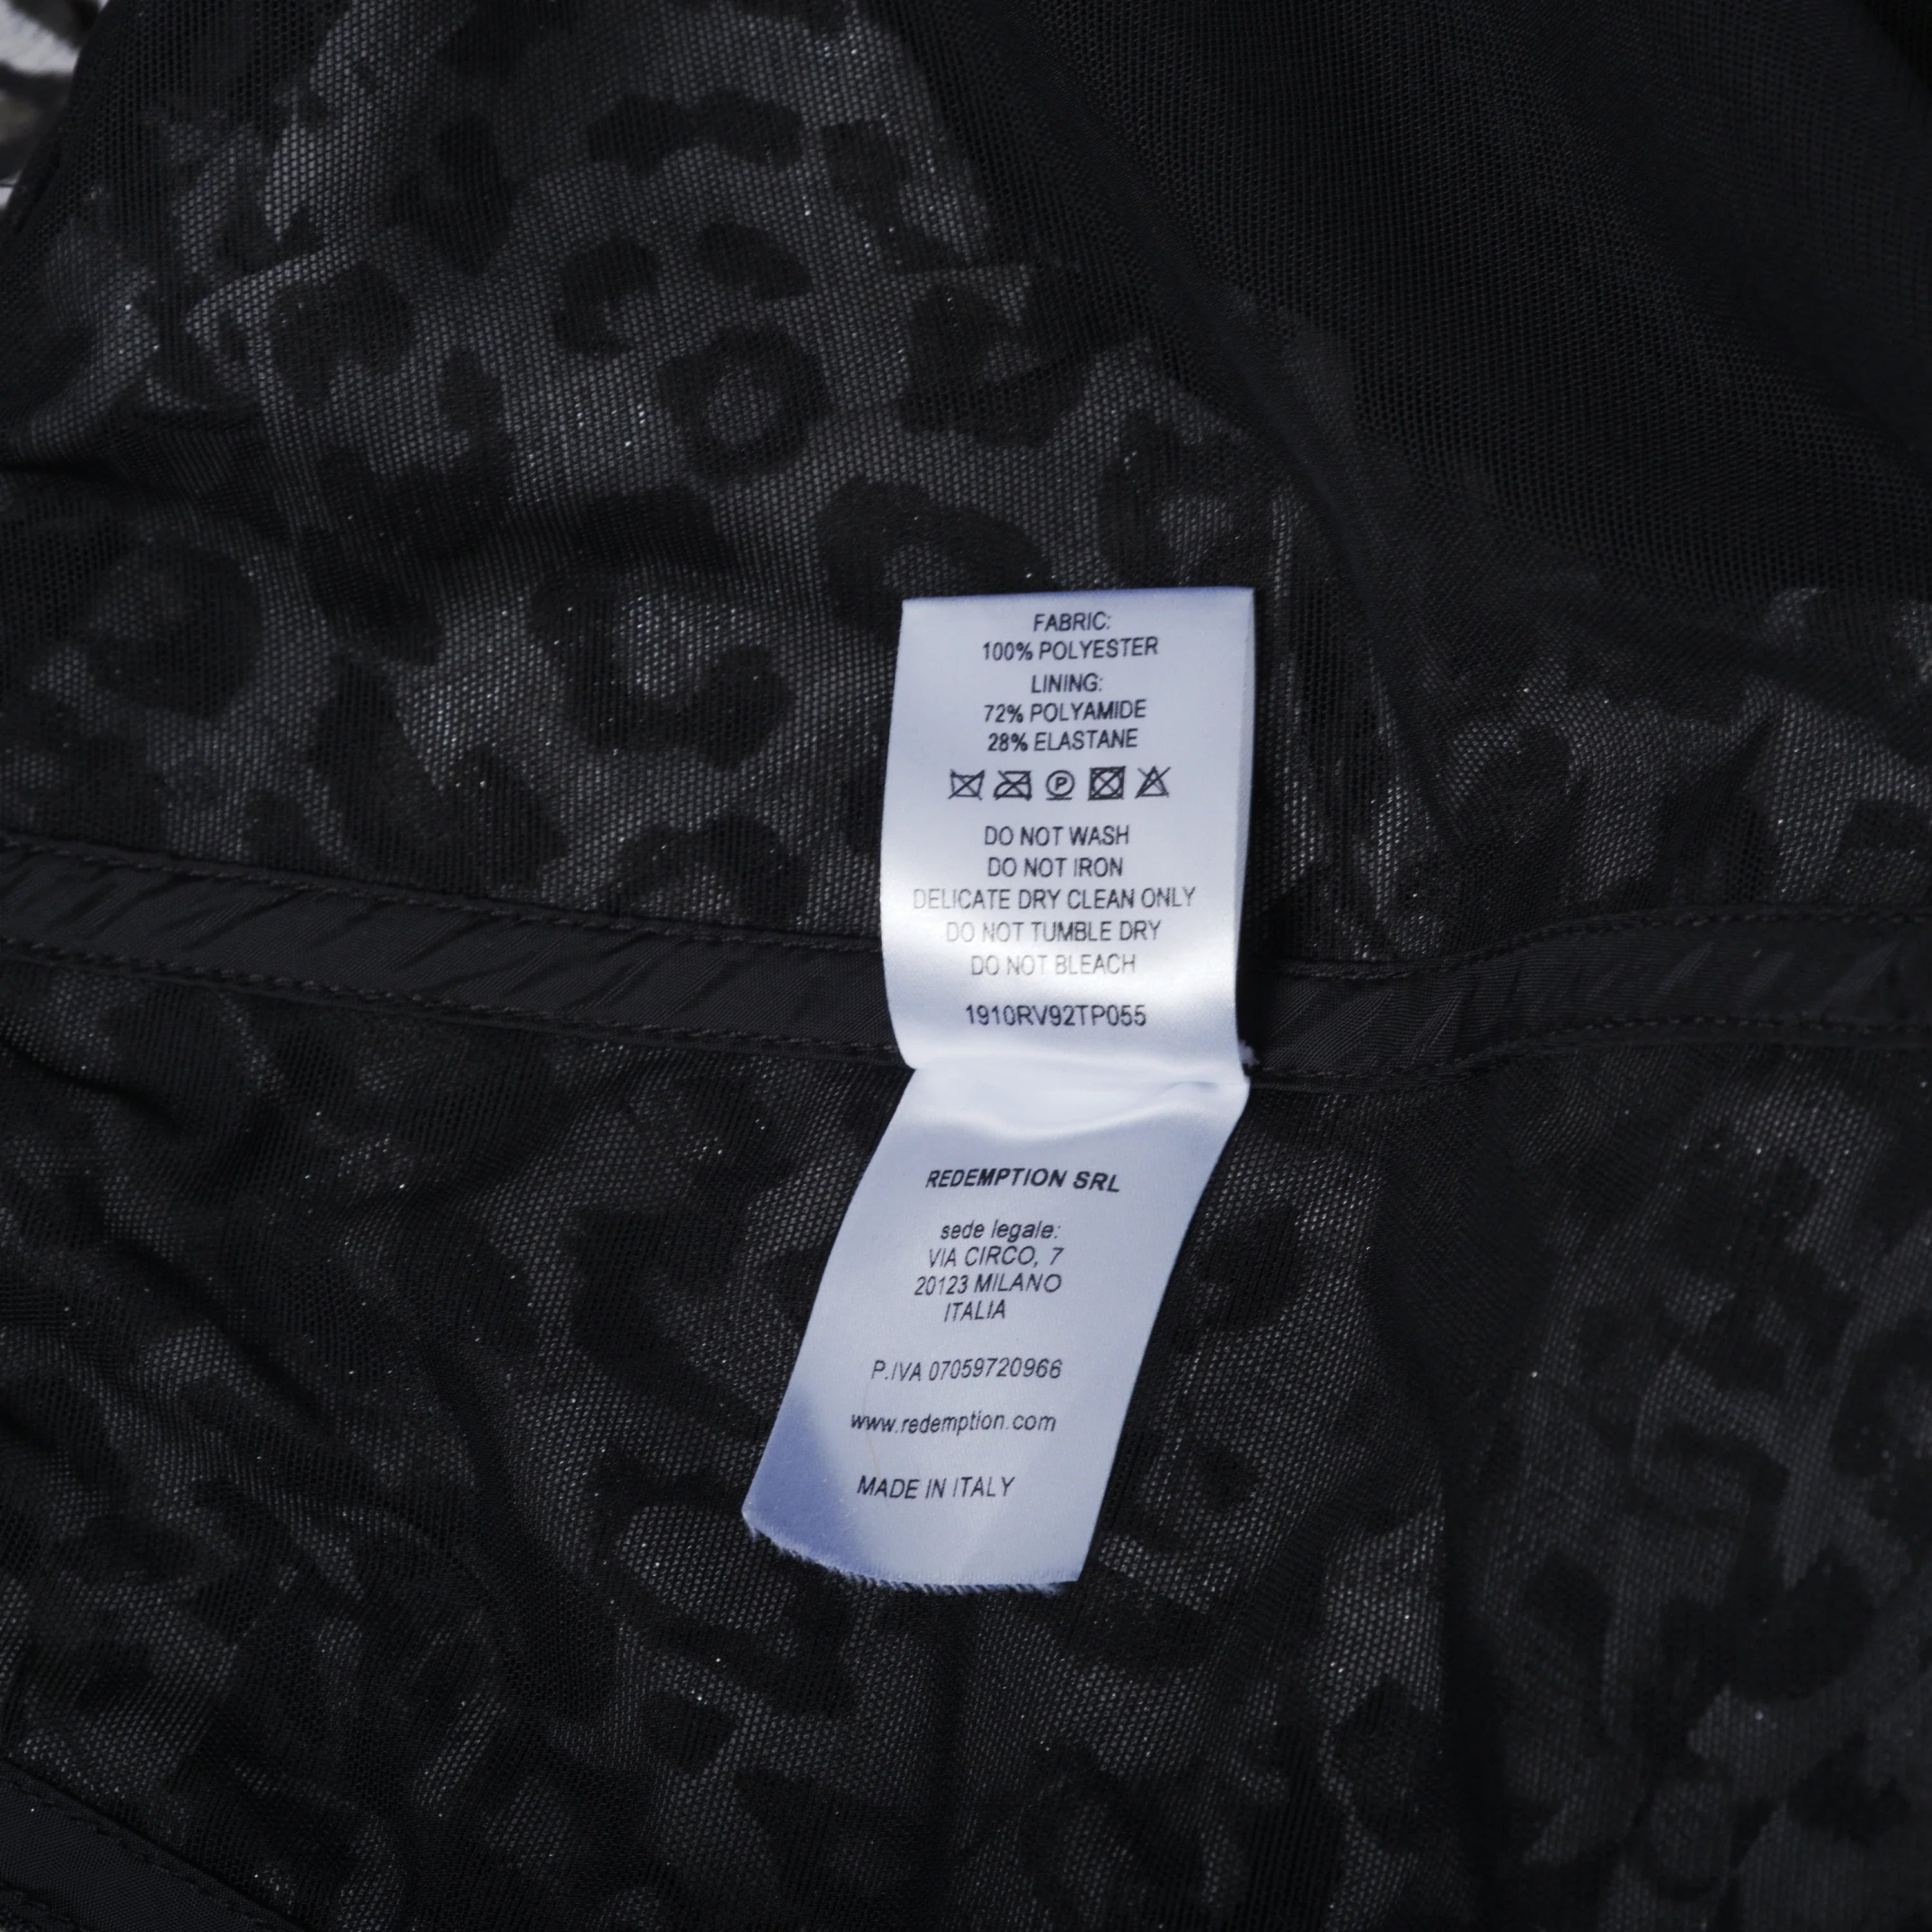 FABRIC:
100% POLYESTER
LINING:
72% POLYAMIDE
28% ELASTANE
P
DO NOT WASH
DO NOT IRON
DELICATE DRY CLEAN ONLY
DO NOT TUMBLE DRY
DO NOT BLEACH
1910RV92TP055
REDEMPTION SRL
sede legale:
VIA CIRCO, 7
20123 MILANO
ITALIA
P.IVA 07059720966
www.redemption.com
MADE IN ITALY